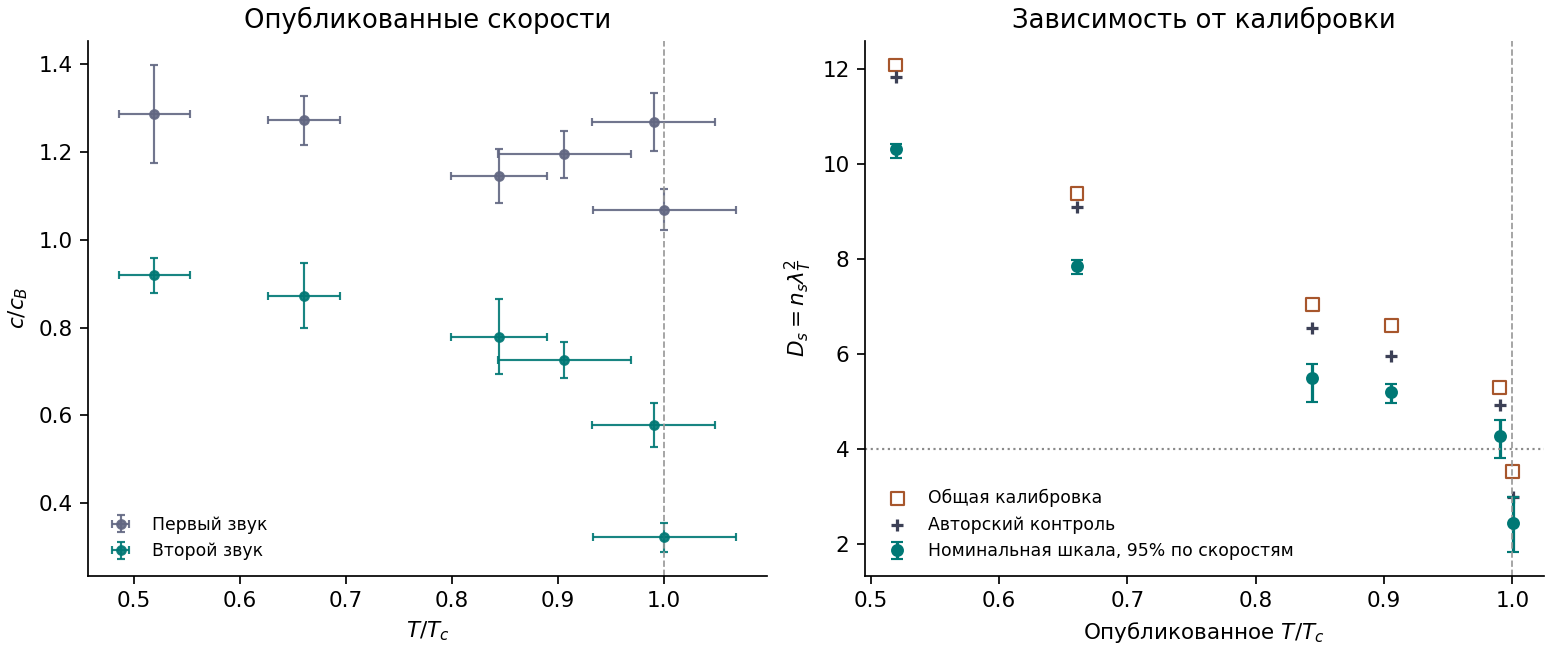 Опубликованные скорости
1.4
1.2
1.0
0.8
0.6
0.4
c/c_B
Первый звук
Второй звук
0.5 0.6 0.7 0.8 0.9 1.0
T/T_c
Зависимость от калибровки
12
10
8
6
4
2
D_s = n_sλ_T^2
Общая калибровка
Авторский контроль
Номинальная шкала, 95% по скоростям
0.5 0.6 0.7 0.8 0.9 1.0
Опубликованное T/T_c